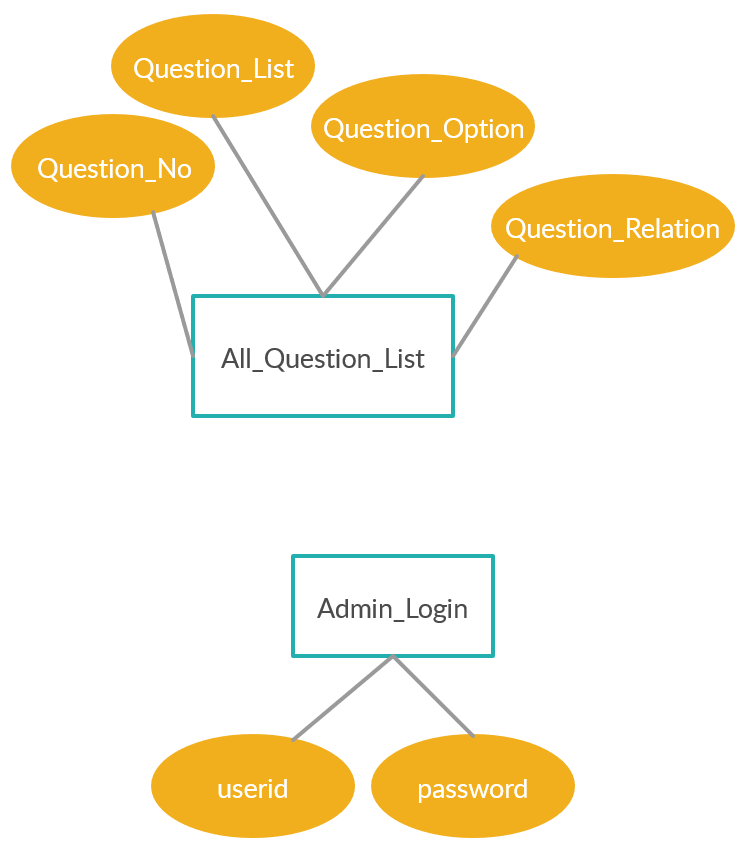 Question_List
Question_Option
Question_No
Question_Relation
All_Question_List
Admin_Login
userid
password